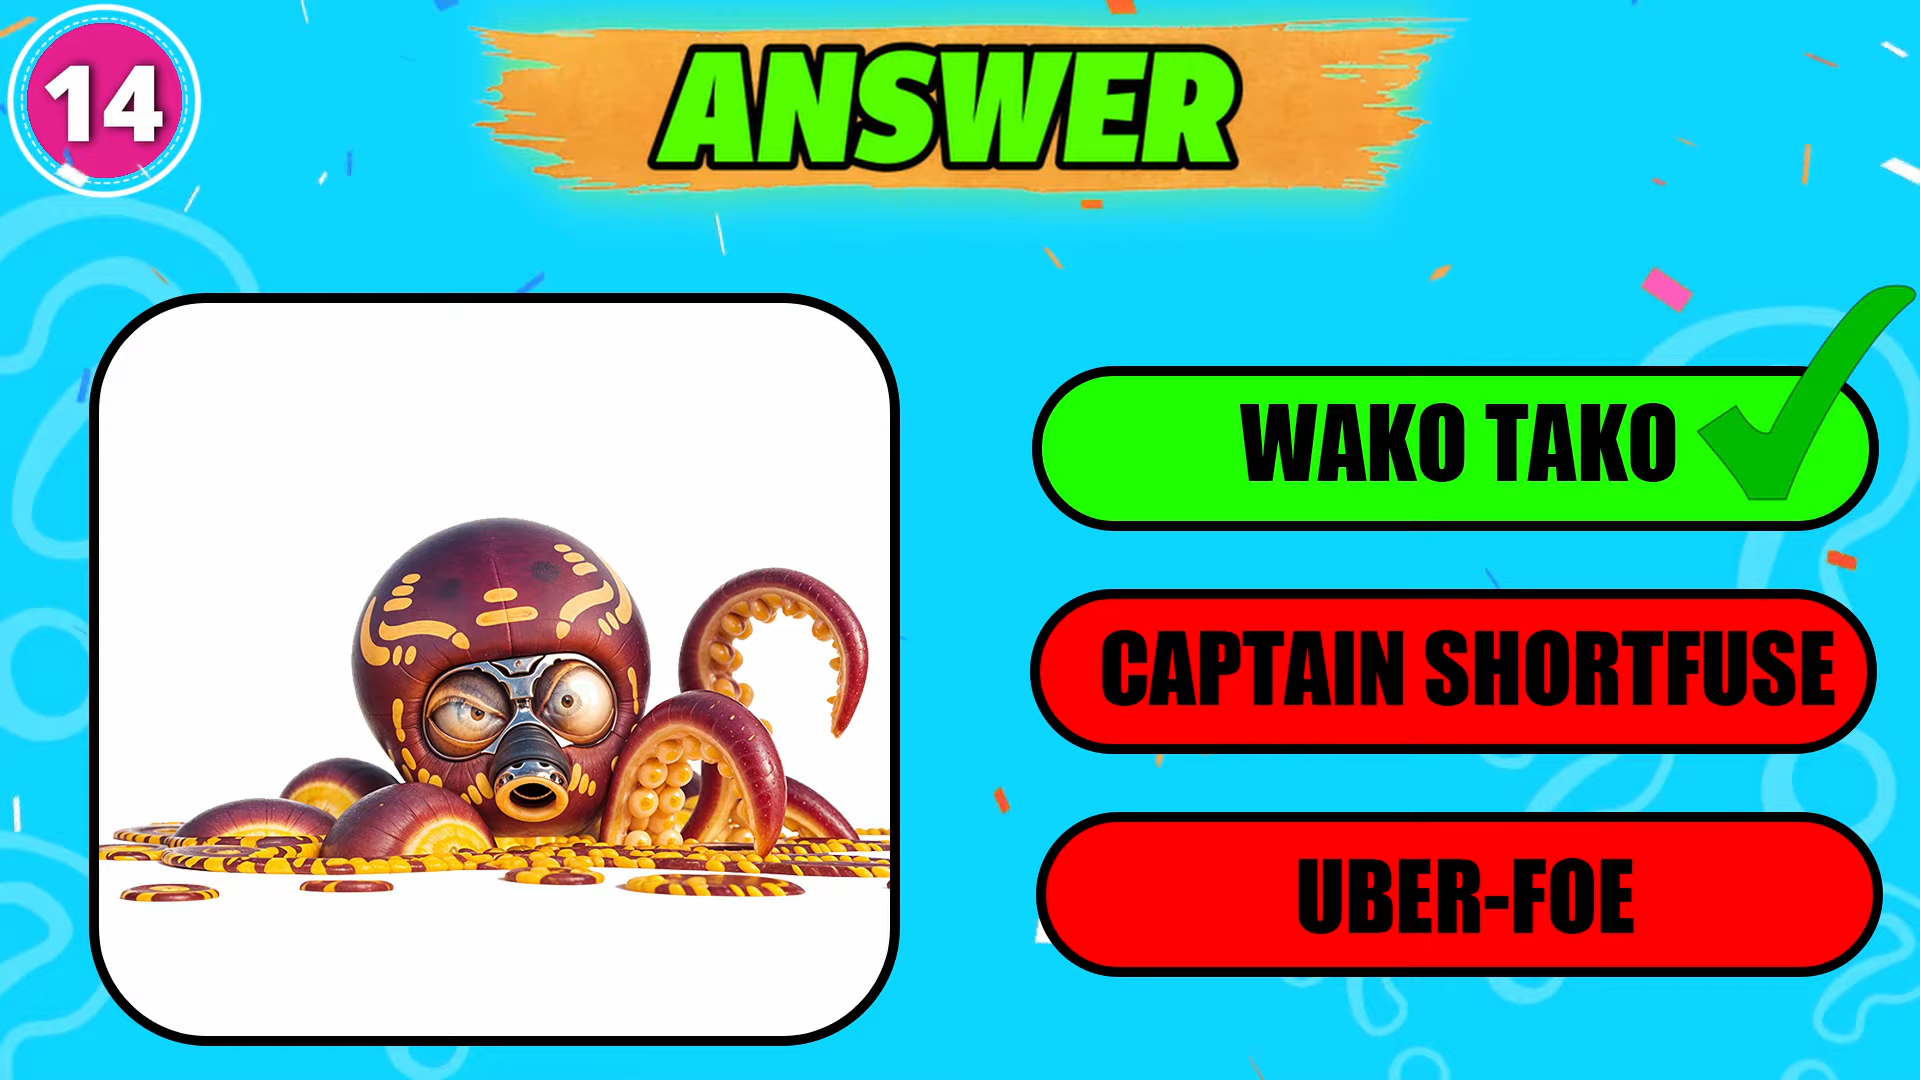 14
ANSWER
WAKO TAKO
CAPTAIN SHORTFUSE
UBER-FOE